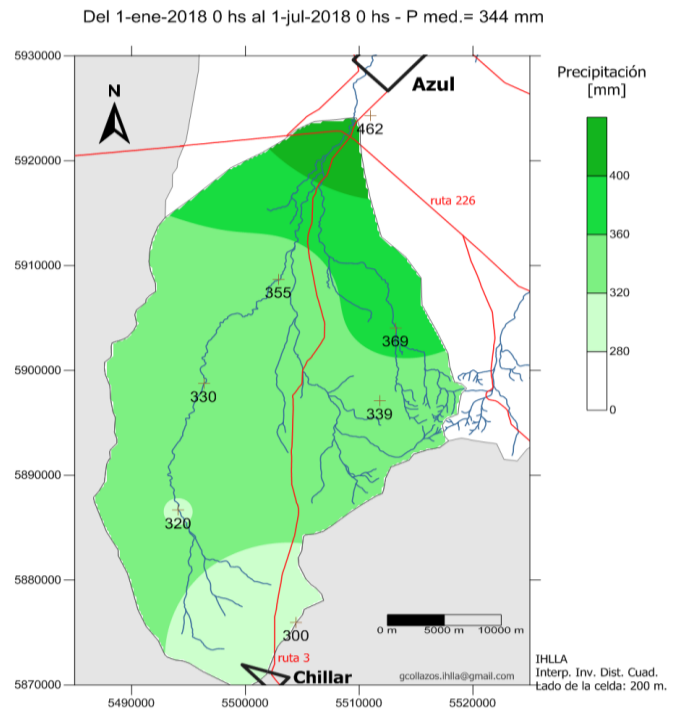 Del 1-ene-2018 0 hs al 1-jul-2018 0 hs - P med.= 344 mm
5930000
5920000
5910000
5900000
5890000
5880000
5870000
5490000
5500000
5510000
5520000
N
Azul
462
ruta 226
355
369
330
339
320
300
ruta 3
Chillar
0 m 5000 m 10000 m
gcollazos.ihlla@gmail.com
Precipitación
[mm]
400
360
320
280
0
IHLLA
Interp. Inv. Dist. Cuad.
Lado de la celda: 200 m.